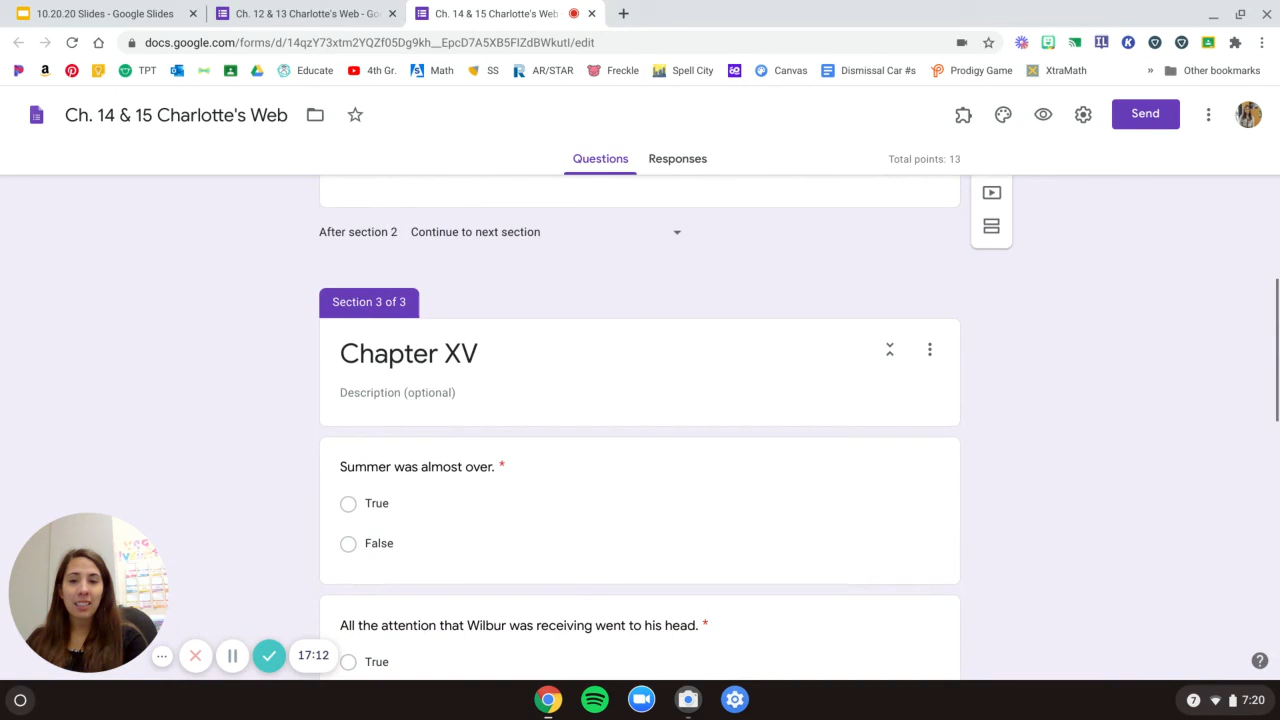 10.20.20 Slides - Google Slides
Ch. 12 & 13 Charlotte's Web - Go
Ch. 14 & 15 Charlotte's Web
docs.google.com/forms/d/14qzY73xtm2YQZf05Dg9kh__EpcD7A5XB5FlZdBWkutI/edit
TPT
Educate
4th Gr.
Math
SS
AR/STAR
Freckle
Spell City
Canvas
Dismissal Car #s
Prodigy Game
XtraMath
»
Other bookmarks
Ch. 14 & 15 Charlotte's Web
Send
Questions
Responses
Total points: 13
After section 2 Continue to next section
Section 3 of 3
Chapter XV
Description (optional)
Summer was almost over. *
True
False
All the attention that Wilbur was receiving went to his head. *
True
17:12
7
7:20